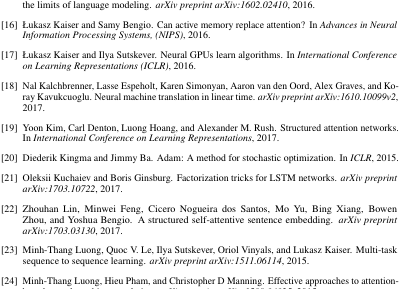 the limits of language modeling. arXiv preprint arXiv:1602.02410, 2016.
[16] Łukasz Kaiser and Samy Bengio. Can active memory replace attention? In Advances in Neural
Information Processing Systems, (NIPS), 2016.
[17] Łukasz Kaiser and Ilya Sutskever. Neural GPUs learn algorithms. In International Conference
on Learning Representations (ICLR), 2016.
[18] Nal Kalchbrenner, Lasse Espeholt, Karen Simonyan, Aaron van den Oord, Alex Graves, and Ko-
ray Kavukcuoglu. Neural machine translation in linear time. arXiv preprint arXiv:1610.10099v2,
2017.
[19] Yoon Kim, Carl Denton, Luong Hoang, and Alexander M. Rush. Structured attention networks.
In International Conference on Learning Representations, 2017.
[20] Diederik Kingma and Jimmy Ba. Adam: A method for stochastic optimization. In ICLR, 2015.
[21] Oleksii Kuchaiev and Boris Ginsburg. Factorization tricks for LSTM networks. arXiv preprint
arXiv:1703.10722, 2017.
[22] Zhouhan Lin, Minwei Feng, Cicero Nogueira dos Santos, Mo Yu, Bing Xiang, Bowen
Zhou, and Yoshua Bengio. A structured self-attentive sentence embedding. arXiv preprint
arXiv:1703.03130, 2017.
[23] Minh-Thang Luong, Quoc V. Le, Ilya Sutskever, Oriol Vinyals, and Lukasz Kaiser. Multi-task
sequence to sequence learning. arXiv preprint arXiv:1511.06114, 2015.
[24] Minh-Thang Luong, Hieu Pham, and Christopher D Manning. Effective approaches to attention-